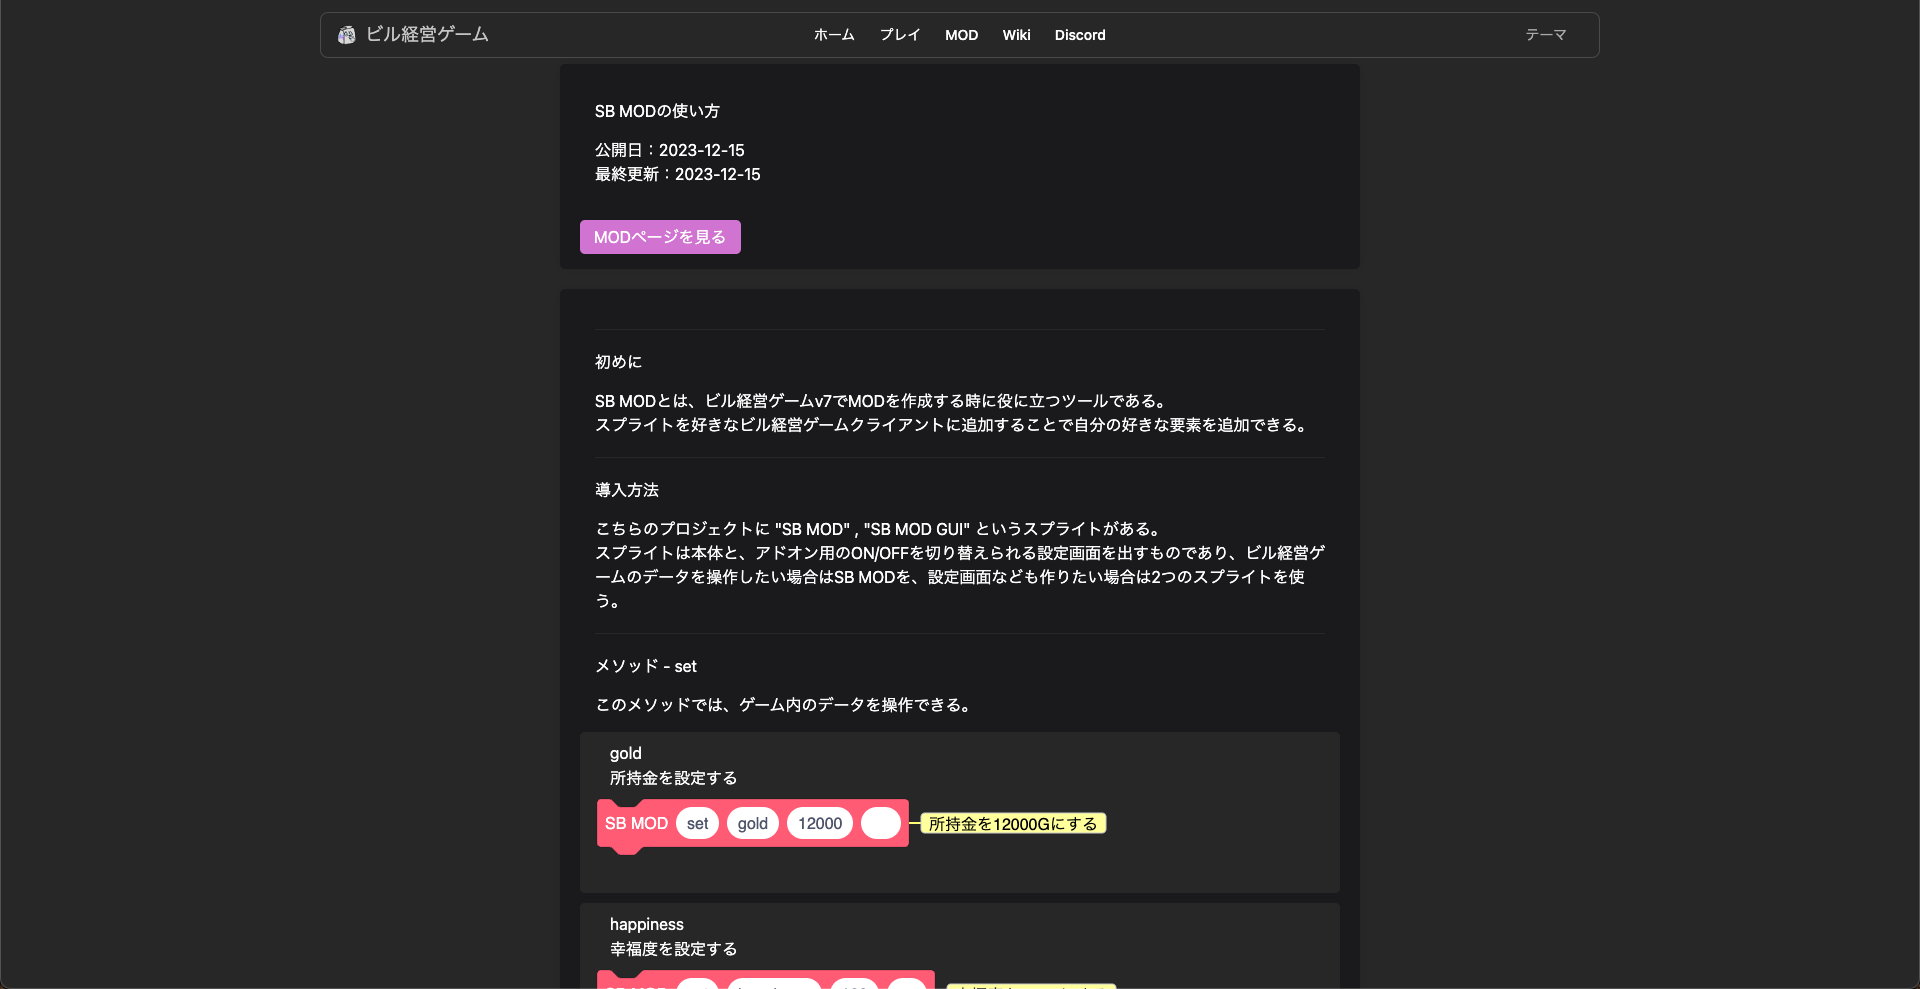 ビル経営ゲーム
ホーム プレイ MOD Wiki Discord
テーマ
SB MODの使い方
公開日：2023-12-15
最終更新：2023-12-15
MODページを見る
初めに
SB MODとは、ビル経営ゲームv7でMODを作成する時に役に立つツールである。
スプライトを好きなビル経営ゲームクライアントに追加することで自分の好きな要素を追加できる。
導入方法
こちらのプロジェクトに "SB MOD" , "SB MOD GUI" というスプライトがある。
スプライトは本体と、アドオン用のON/OFFを切り替えられる設定画面を出すものであり、ビル経営ゲ
ームのデータを操作したい場合はSB MODを、設定画面なども作りたい場合は2つのスプライトを使
う。
メソッド - set
このメソッドでは、ゲーム内のデータを操作できる。
gold
所持金を設定する
SB MOD set gold 12000 所持金を12000Gにする
happiness
幸福度を設定する